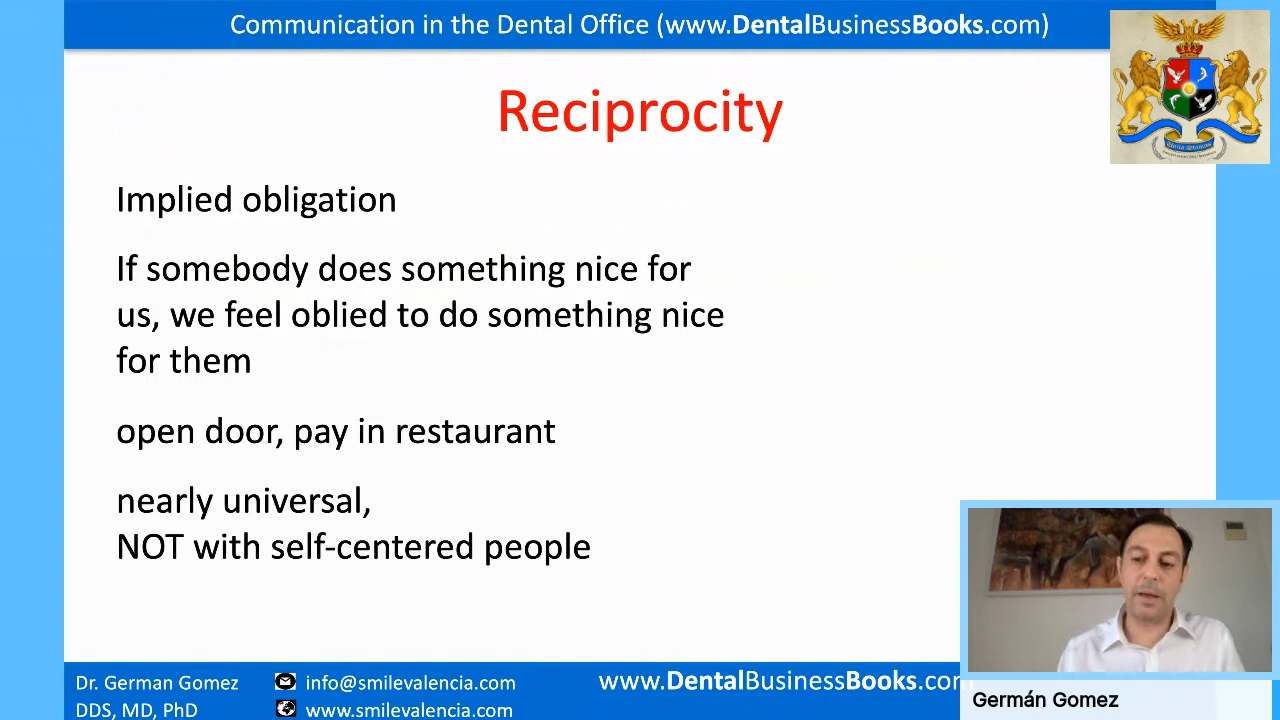 Communication in the Dental Office (www.DentalBusinessBooks.com)
Reciprocity
Implied obligation
If somebody does something nice for
us, we feel oblied to do something nice
for them
open door, pay in restaurant
nearly universal,
NOT with self-centered people
Dr. German Gomez
DDS, MD, PhD
info@smilevalencia.com
www.smilevalencia.com
www.DentalBusinessBooks.com
Germán Gomez